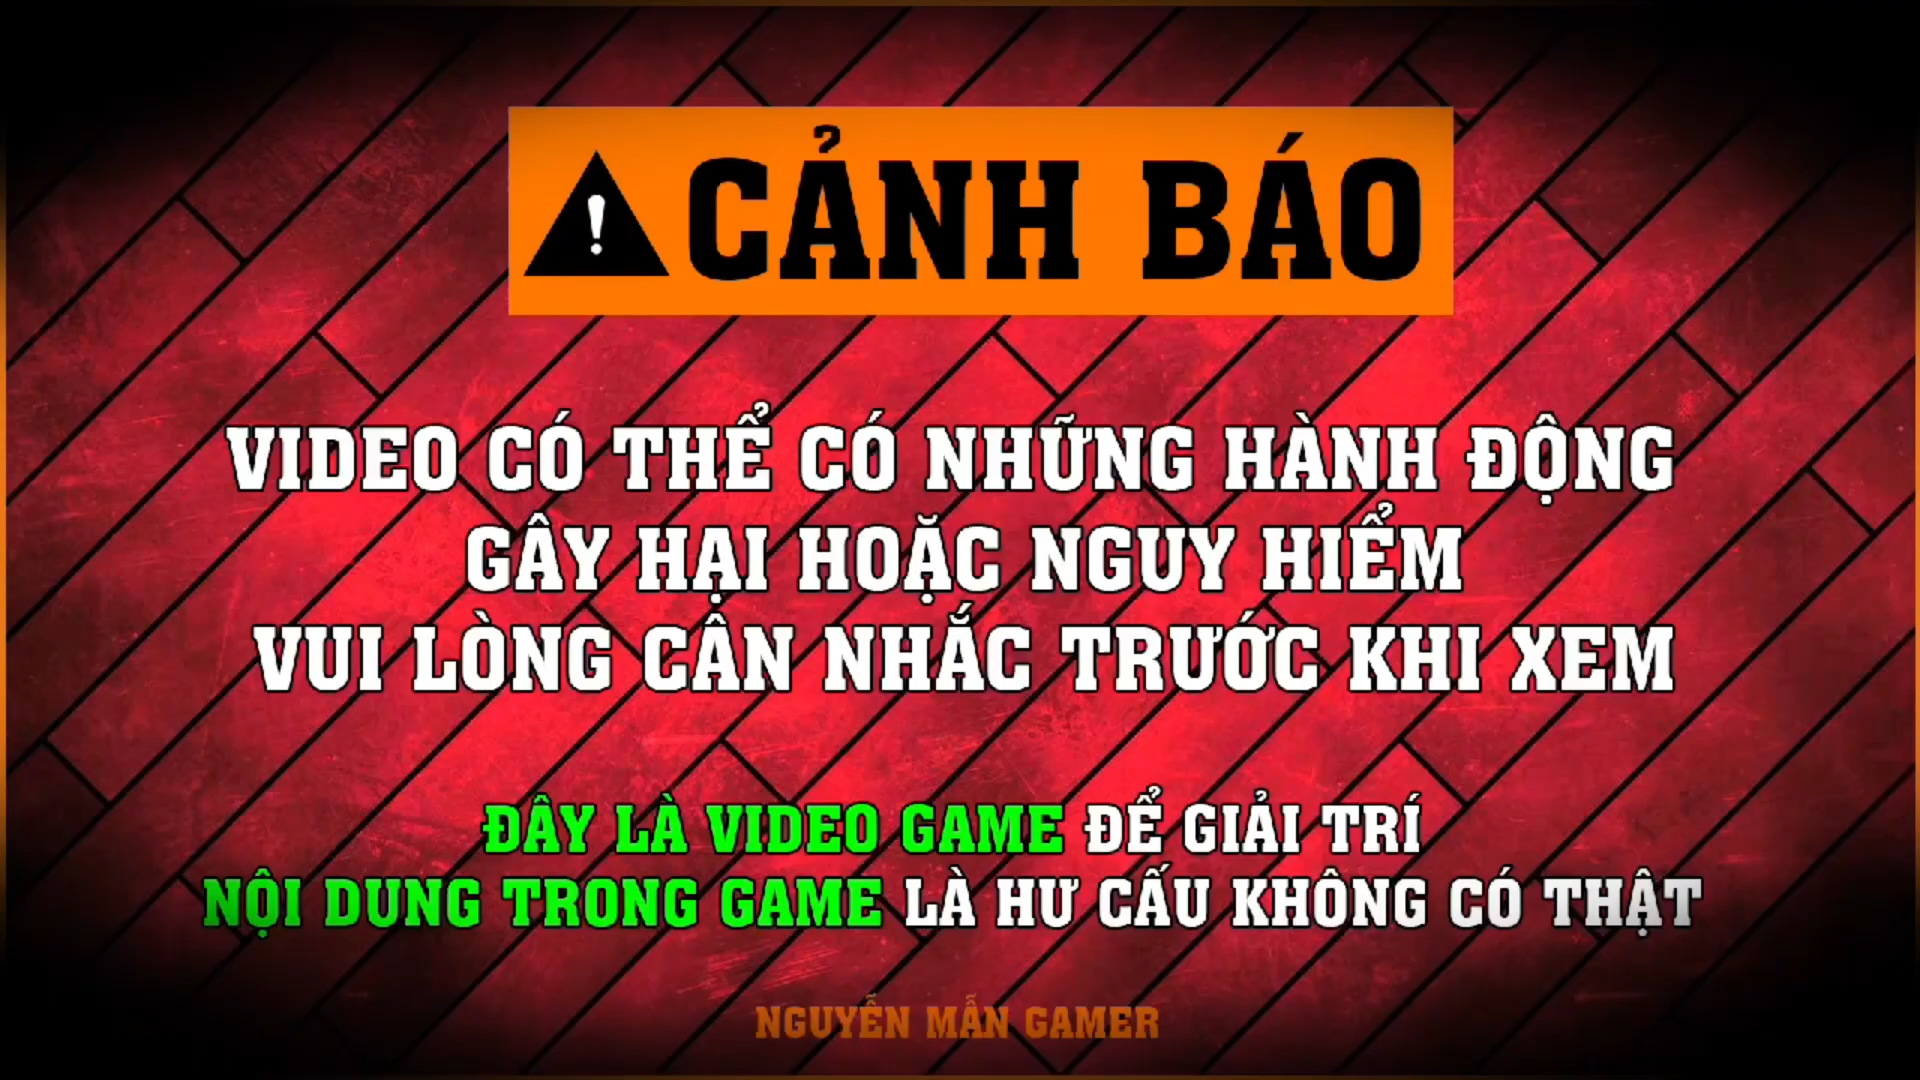 CẢNH BÁO
VIDEO CÓ THỂ CÓ NHỮNG HÀNH ĐỘNG
GÂY HẠI HOẶC NGUY HIỂM
VUI LÒNG CÂN NHẮC TRƯỚC KHI XEM
ĐÂY LÀ VIDEO GAME ĐỂ GIẢI TRÍ
NỘI DUNG TRONG GAME LÀ HƯ CẤU KHÔNG CÓ THẬT
NGUYỄN MẪN GAMER